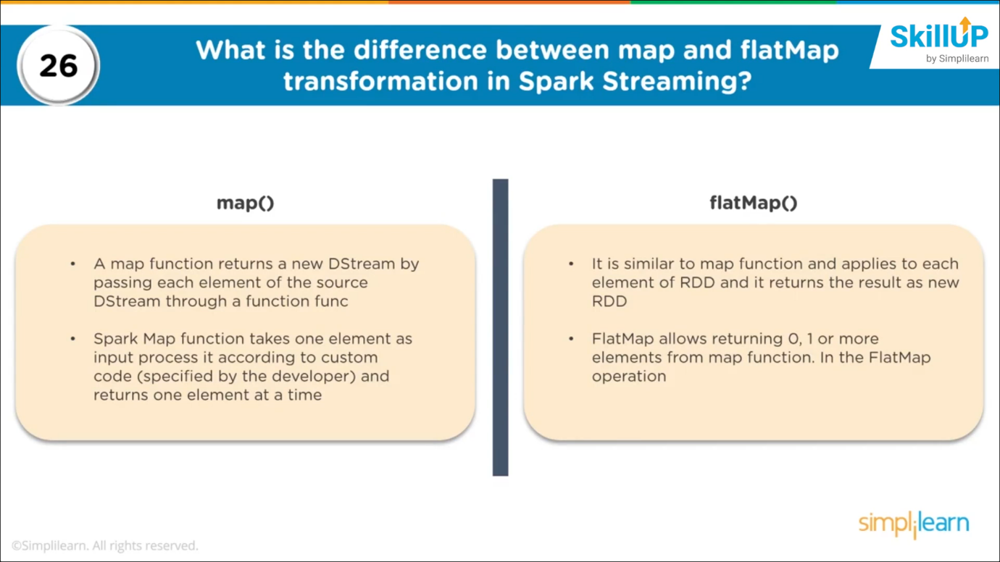 26
What is the difference between map and flatMap
transformation in Spark Streaming?
SkillUP
by Simplilearn
map()
• A map function returns a new DStream by
passing each element of the source
DStream through a function func
• Spark Map function takes one element as
input process it according to custom
code (specified by the developer) and
returns one element at a time
flatMap()
• It is similar to map function and applies to each
element of RDD and it returns the result as new
RDD
• FlatMap allows returning 0, 1 or more
elements from map function. In the FlatMap
operation
simplilearn
©Simplilearn. All rights reserved.